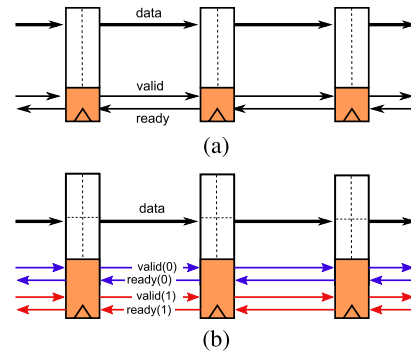 data
valid
ready
(a)
data
valid(0)
ready(0)
valid(1)
ready(1)
(b)